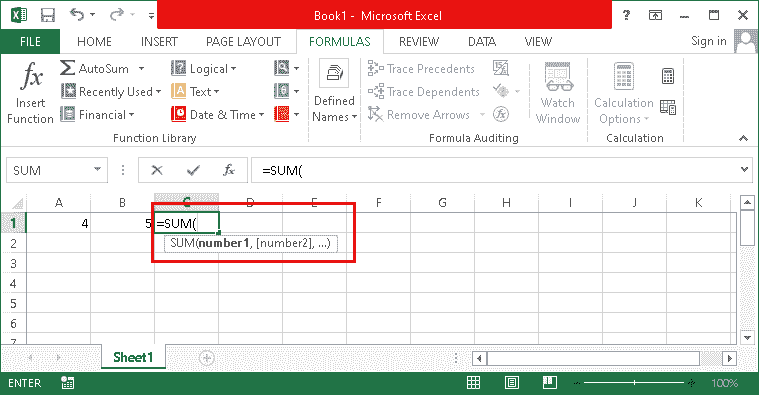 Book1 - Microsoft Excel
?
FILE HOME INSERT PAGE LAYOUT FORMULAS REVIEW DATA VIEW Sign in
fx Insert Function
Σ AutoSum
Recently Used
Financial
Logical
A Text
Date & Time
Defined Names
Trace Precedents
Trace Dependents
Remove Arrows
Watch Window
Calculation Options
Function Library Formula Auditing Calculation
SUM fx =SUM(
A B C D E F G H I J K
1 4 5 =SUM(
2 SUM(number1, [number2], ...)
3
4
5
6
7
Sheet1
ENTER 100%